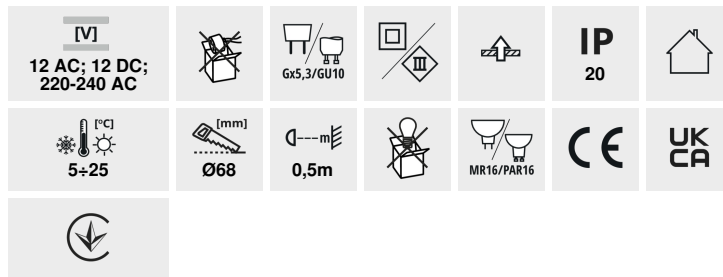 [V]
12 AC; 12 DC;
220-240 AC
Gx5,3/GU10
III
IP
20
[°C]
5÷25
[mm]
Ø68
m
0,5m
MR16/PAR16
CE
UK
CA